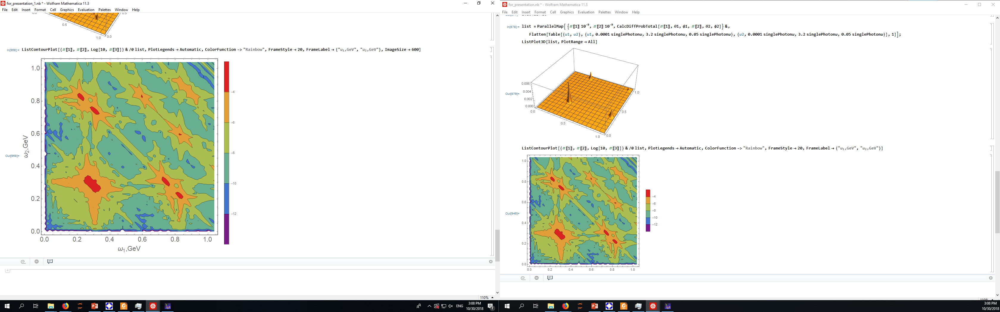 for_presentation_1.nb * - Wolfram Mathematica 11.3
File Edit Insert Format Cell Graphics Evaluation Palettes Window Help
0.5
0.5
1.0
0.0
In[958]:= ListContourPlot[{#〚1〛, #〚2〛, Log[10, #〚3〛]} & /@ list, PlotLegends → Automatic, ColorFunction -> "Rainbow", FrameStyle → 20, FrameLabel → {"ω₁,GeV", "ω₂,GeV"}, ImageSize → 600]
Out[958]=
1.0
0.8
0.6
0.4
0.2
0.0
ω₂,GeV
0.0 0.2 0.4 0.6 0.8 1.0
ω₁,GeV
-4
-6
-8
-10
-12
110%
ENG
3:08 PM
10/30/2018
2
for_presentation.nb * - Wolfram Mathematica 11.3
File Edit Insert Format Cell Graphics Evaluation Palettes Window Help
In[878]:= list = ParallelMap[ {#〚1〛 10⁻⁹, #〚2〛 10⁻⁹, CalcDiffProbTotal[#〚1〛, θ1, ϕ1, #〚2〛, θ2, ϕ2]} &,
Flatten[Table[{ω1, ω2}, {ω1, 0.0001 singlePhotonω, 3.2 singlePhotonω, 0.05 singlePhotonω}, {ω2, 0.0001 singlePhotonω, 3.2 singlePhotonω, 0.05 singlePhotonω}], 1]];
ListPlot3D[list, PlotRange → All]
Out[879]=
0.006
0.004
0.002
0.000
0.0
0.5
1.0
0.0
0.5
1.0
ListContourPlot[{#〚1〛, #〚2〛, Log[10, #〚3〛]} & /@ list, PlotLegends → Automatic, ColorFunction -> "Rainbow", FrameStyle → 20, FrameLabel → {"ω₁,GeV", "ω₂,GeV"}]
Out[946]=
1.0
0.8
0.6
0.4
0.2
0.0
0.0 0.2 0.4 0.6 0.8 1.0
-4
-6
-8
-10
-12
110%
3:08 PM
10/30/2018